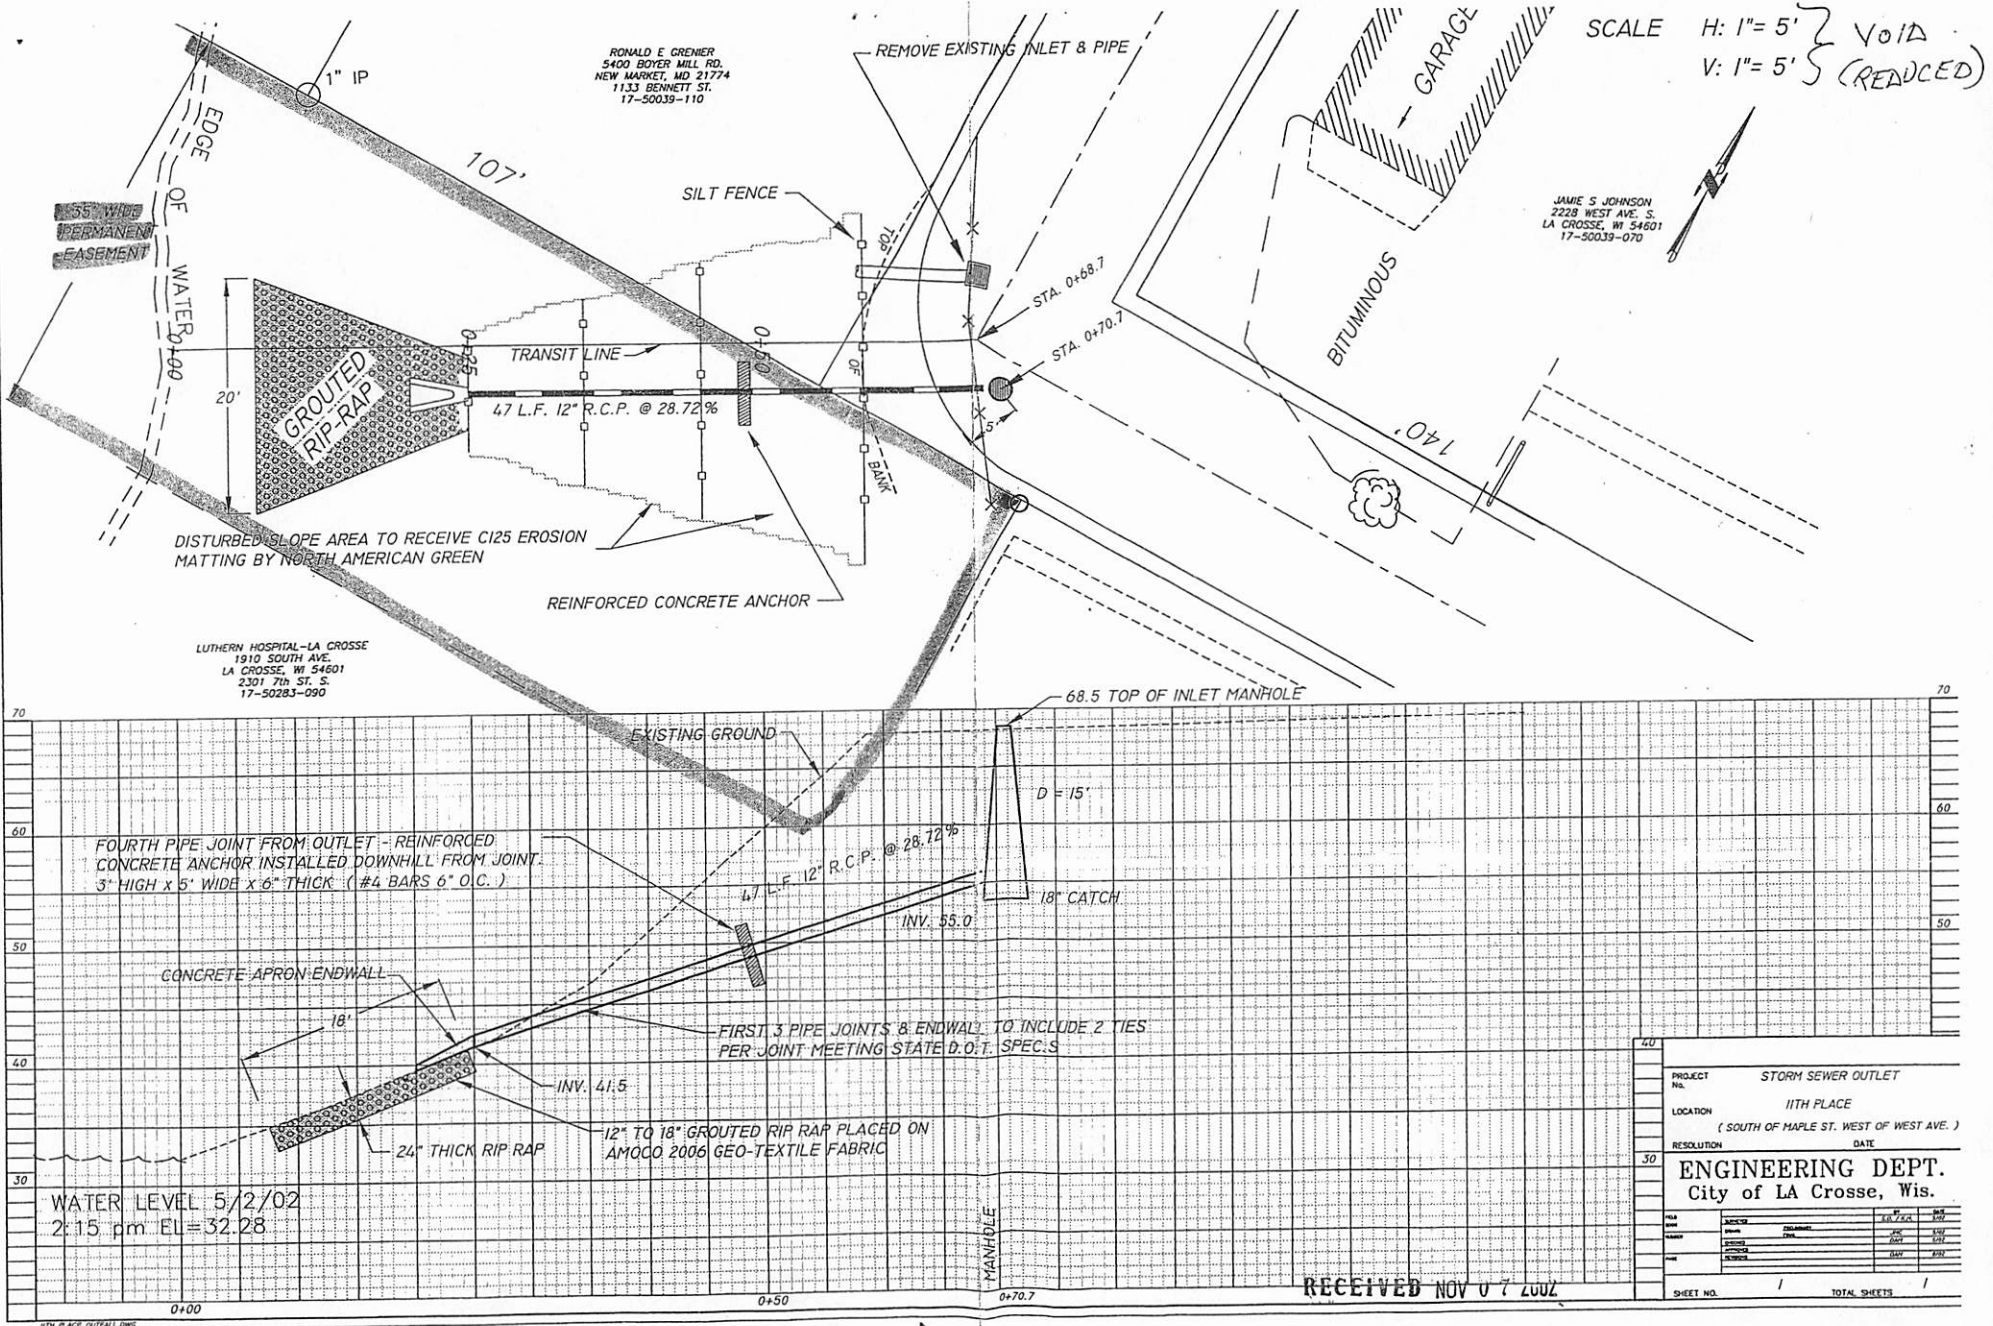 SCALE H: 1"= 5' } VOID
V: 1"= 5' } (REDUCED)
RONALD E GRENIER
5400 BOYER MILL RD.
NEW MARKET, MD 21774
1133 BENNETT ST.
17-50039-110
REMOVE EXISTING INLET & PIPE
GARAGE
1" IP
EDGE OF WATER
107'
SILT FENCE
TOP OF BANK
JAMIE S JOHNSON
2228 WEST AVE. S.
LA CROSSE, WI 54601
17-50039-070
35' WIDE
PERMANENT
EASEMENT
STA. 0+68.7
STA. 0+70.7
BITUMINOUS
0+00
0+25
0+50
TRANSIT LINE
20'
GROUTED
RIP-RAP
47 L.F. 12" R.C.P. @ 28.72%
5'
140'
DISTURBED SLOPE AREA TO RECEIVE C125 EROSION
MATTING BY NORTH AMERICAN GREEN
REINFORCED CONCRETE ANCHOR
LUTHERN HOSPITAL-LA CROSSE
1910 SOUTH AVE.
LA CROSSE, WI 54601
2301 7th ST. S.
17-50283-090
70
70
68.5 TOP OF INLET MANHOLE
EXISTING GROUND
D = 15'
60
60
FOURTH PIPE JOINT FROM OUTLET - REINFORCED
CONCRETE ANCHOR INSTALLED DOWNHILL FROM JOINT.
3' HIGH x 5' WIDE x 6" THICK ( #4 BARS 6" O.C. )
47 L.F. 12" R.C.P. @ 28.72%
18" CATCH
INV. 55.0
50
50
CONCRETE APRON ENDWALL
18'
FIRST 3 PIPE JOINTS & ENDWALL TO INCLUDE 2 TIES
PER JOINT MEETING STATE D.O.T. SPEC.S
40
40
INV. 41.5
12" TO 18" GROUTED RIP RAP PLACED ON
AMOCO 2006 GEO-TEXTILE FABRIC
24" THICK RIP RAP
30
30
WATER LEVEL 5/2/02
2:15 pm EL=32.28
MANHOLE
0+00
0+50
0+70.7
RECEIVED NOV 07 2002
PROJECT No. STORM SEWER OUTLET
LOCATION 11TH PLACE
( SOUTH OF MAPLE ST. WEST OF WEST AVE. )
RESOLUTION DATE
ENGINEERING DEPT.
City of LA Crosse, Wis.
SHEET NO. 1 TOTAL SHEETS 1